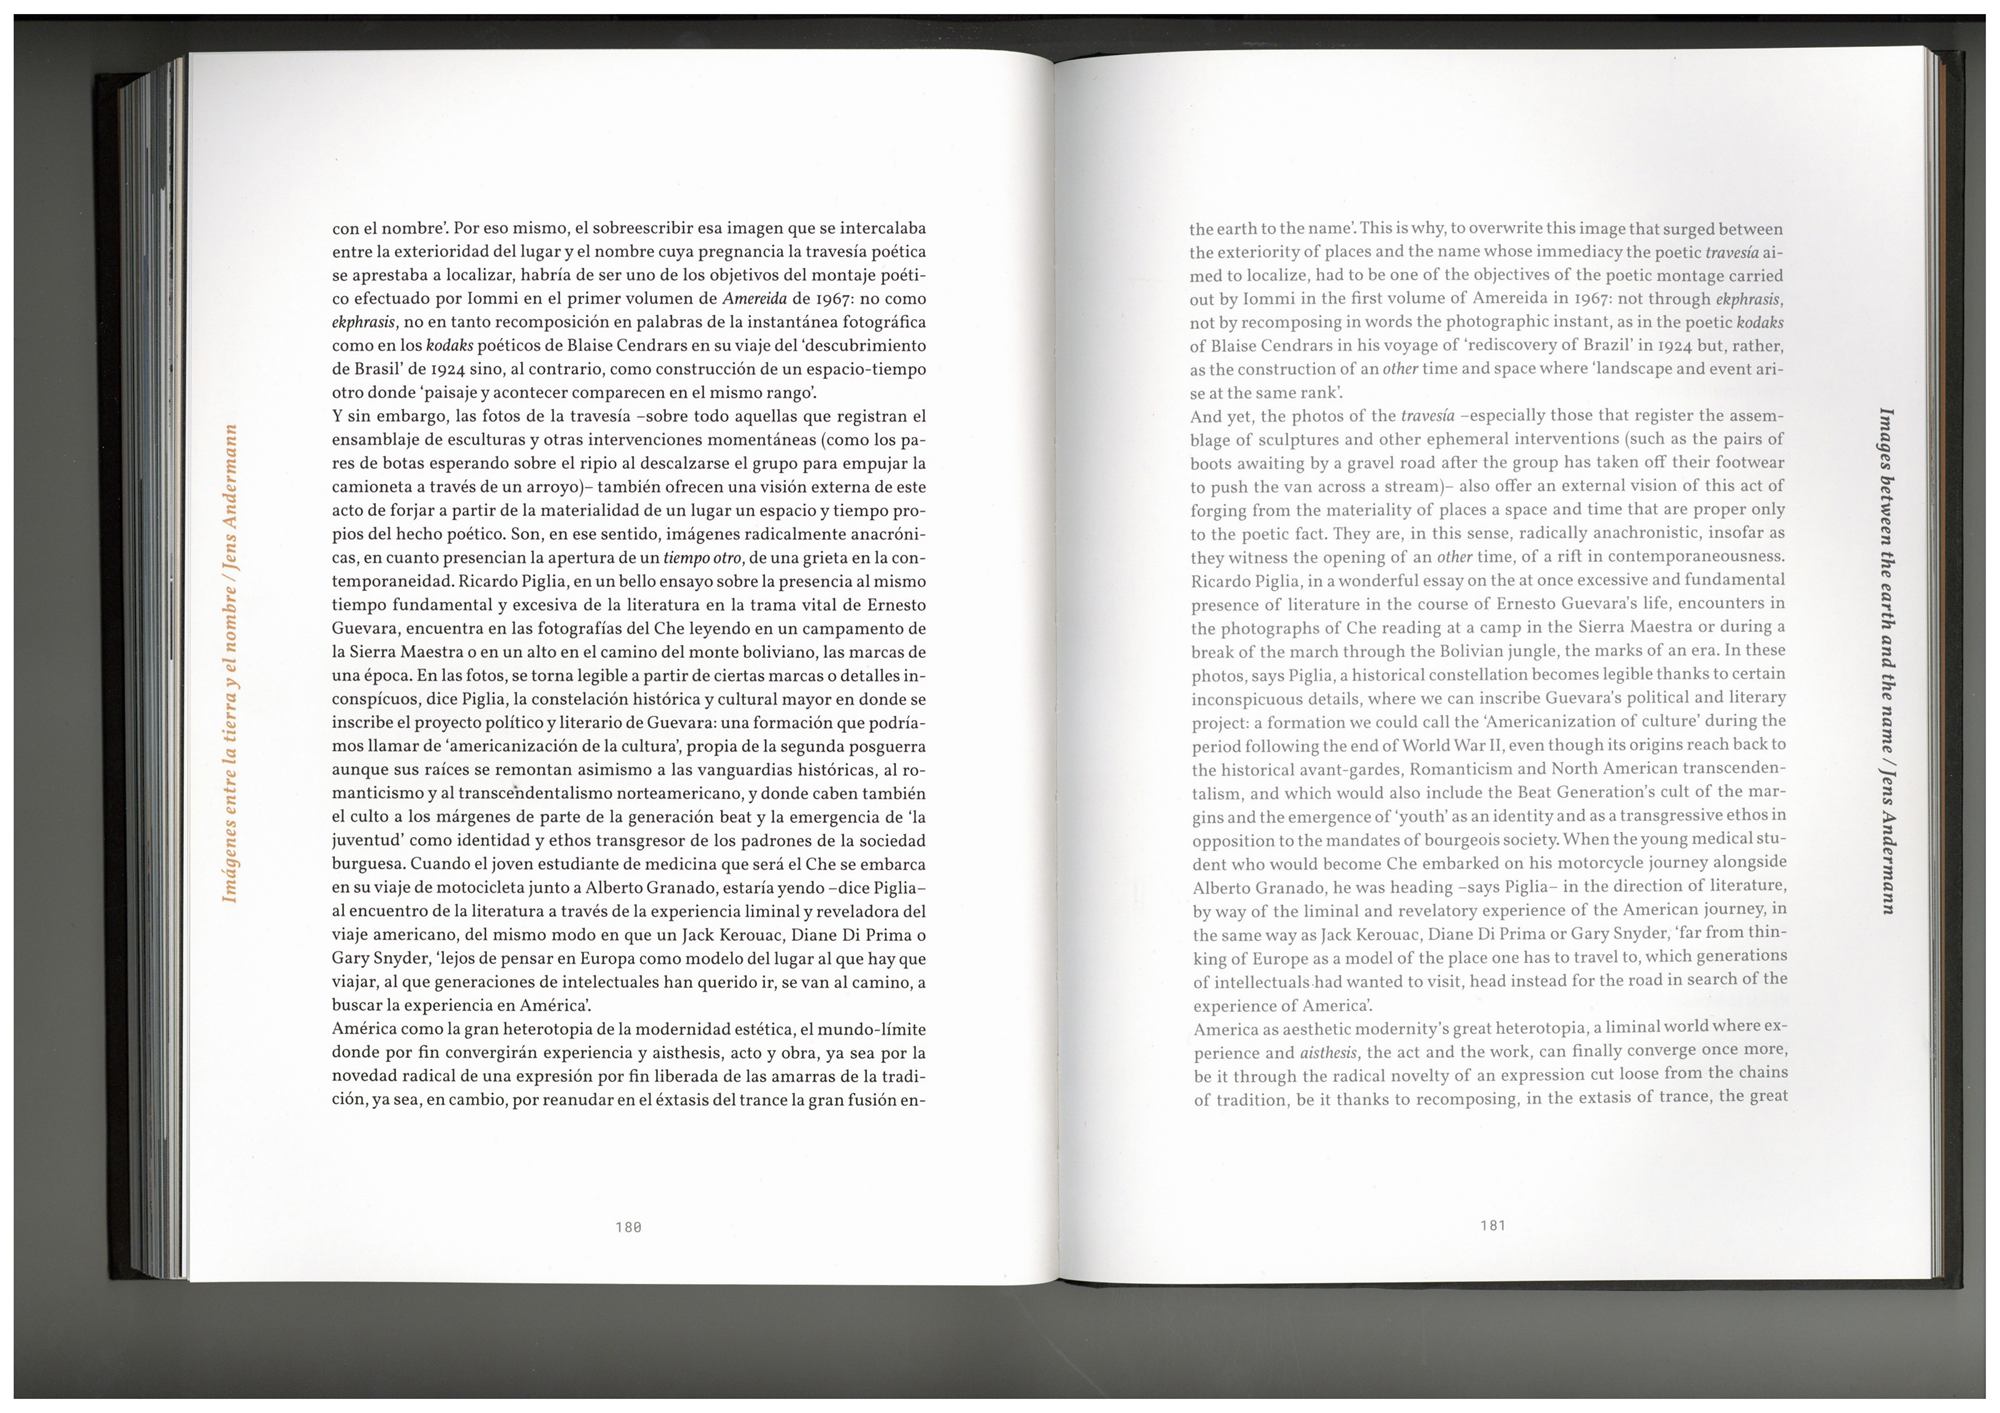 Imágenes entre la tierra y el nombre / Jens Andermann
con el nombre’. Por eso mismo, el sobreescribir esa imagen que se intercalaba
entre la exterioridad del lugar y el nombre cuya pregnancia la travesía poética
se aprestaba a localizar, habría de ser uno de los objetivos del montaje poéti-
co efectuado por Iommi en el primer volumen de Amereida de 1967: no como
ekphrasis, no en tanto recomposición en palabras de la instantánea fotográfica
como en los kodaks poéticos de Blaise Cendrars en su viaje del ‘descubrimiento
de Brasil’ de 1924 sino, al contrario, como construcción de un espacio-tiempo
otro donde ‘paisaje y acontecer comparecen en el mismo rango’.
Y sin embargo, las fotos de la travesía –sobre todo aquellas que registran el
ensamblaje de esculturas y otras intervenciones momentáneas (como los pa-
res de botas esperando sobre el ripio al descalzarse el grupo para empujar la
camioneta a través de un arroyo)– también ofrecen una visión externa de este
acto de forjar a partir de la materialidad de un lugar un espacio y tiempo pro-
pios del hecho poético. Son, en ese sentido, imágenes radicalmente anacróni-
cas, en cuanto presencian la apertura de un tiempo otro, de una grieta en la con-
temporaneidad. Ricardo Piglia, en un bello ensayo sobre la presencia al mismo
tiempo fundamental y excesiva de la literatura en la trama vital de Ernesto
Guevara, encuentra en las fotografías del Che leyendo en un campamento de
la Sierra Maestra o en un alto en el camino del monte boliviano, las marcas de
una época. En las fotos, se torna legible a partir de ciertas marcas o detalles in-
conspícuos, dice Piglia, la constelación histórica y cultural mayor en donde se
inscribe el proyecto político y literario de Guevara: una formación que podría-
mos llamar de ‘americanización de la cultura’, propia de la segunda posguerra
aunque sus raíces se remontan asimismo a las vanguardias históricas, al ro-
manticismo y al transcendentalismo norteamericano, y donde caben también
el culto a los márgenes de parte de la generación beat y la emergencia de ‘la
juventud’ como identidad y ethos transgresor de los padrones de la sociedad
burguesa. Cuando el joven estudiante de medicina que será el Che se embarca
en su viaje de motocicleta junto a Alberto Granado, estaría yendo –dice Piglia–
al encuentro de la literatura a través de la experiencia liminal y reveladora del
viaje americano, del mismo modo en que un Jack Kerouac, Diane Di Prima o
Gary Snyder, ‘lejos de pensar en Europa como modelo del lugar al que hay que
viajar, al que generaciones de intelectuales han querido ir, se van al camino, a
buscar la experiencia en América’.
América como la gran heterotopia de la modernidad estética, el mundo-límite
donde por fin convergirán experiencia y aisthesis, acto y obra, ya sea por la
novedad radical de una expresión por fin liberada de las amarras de la tradi-
ción, ya sea, en cambio, por reanudar en el éxtasis del trance la gran fusión en-
180
the earth to the name’. This is why, to overwrite this image that surged between
the exteriority of places and the name whose immediacy the poetic travesía ai-
med to localize, had to be one of the objectives of the poetic montage carried
out by Iommi in the first volume of Amereida in 1967: not through ekphrasis,
not by recomposing in words the photographic instant, as in the poetic kodaks
of Blaise Cendrars in his voyage of ‘rediscovery of Brazil’ in 1924 but, rather,
as the construction of an other time and space where ‘landscape and event ari-
se at the same rank’.
And yet, the photos of the travesía –especially those that register the assem-
blage of sculptures and other ephemeral interventions (such as the pairs of
boots awaiting by a gravel road after the group has taken off their footwear
to push the van across a stream)– also offer an external vision of this act of
forging from the materiality of places a space and time that are proper only
to the poetic fact. They are, in this sense, radically anachronistic, insofar as
they witness the opening of an other time, of a rift in contemporaneousness.
Ricardo Piglia, in a wonderful essay on the at once excessive and fundamental
presence of literature in the course of Ernesto Guevara’s life, encounters in
the photographs of Che reading at a camp in the Sierra Maestra or during a
break of the march through the Bolivian jungle, the marks of an era. In these
photos, says Piglia, a historical constellation becomes legible thanks to certain
inconspicuous details, where we can inscribe Guevara’s political and literary
project: a formation we could call the ‘Americanization of culture’ during the
period following the end of World War II, even though its origins reach back to
the historical avant-gardes, Romanticism and North American transcenden-
talism, and which would also include the Beat Generation’s cult of the mar-
gins and the emergence of ‘youth’ as an identity and as a transgressive ethos in
opposition to the mandates of bourgeois society. When the young medical stu-
dent who would become Che embarked on his motorcycle journey alongside
Alberto Granado, he was heading –says Piglia– in the direction of literature,
by way of the liminal and revelatory experience of the American journey, in
the same way as Jack Kerouac, Diane Di Prima or Gary Snyder, ‘far from thin-
king of Europe as a model of the place one has to travel to, which generations
of intellectuals had wanted to visit, head instead for the road in search of the
experience of America’.
America as aesthetic modernity’s great heterotopia, a liminal world where ex-
perience and aisthesis, the act and the work, can finally converge once more,
be it through the radical novelty of an expression cut loose from the chains
of tradition, be it thanks to recomposing, in the extasis of trance, the great
181
Images between the earth and the name / Jens Andermann